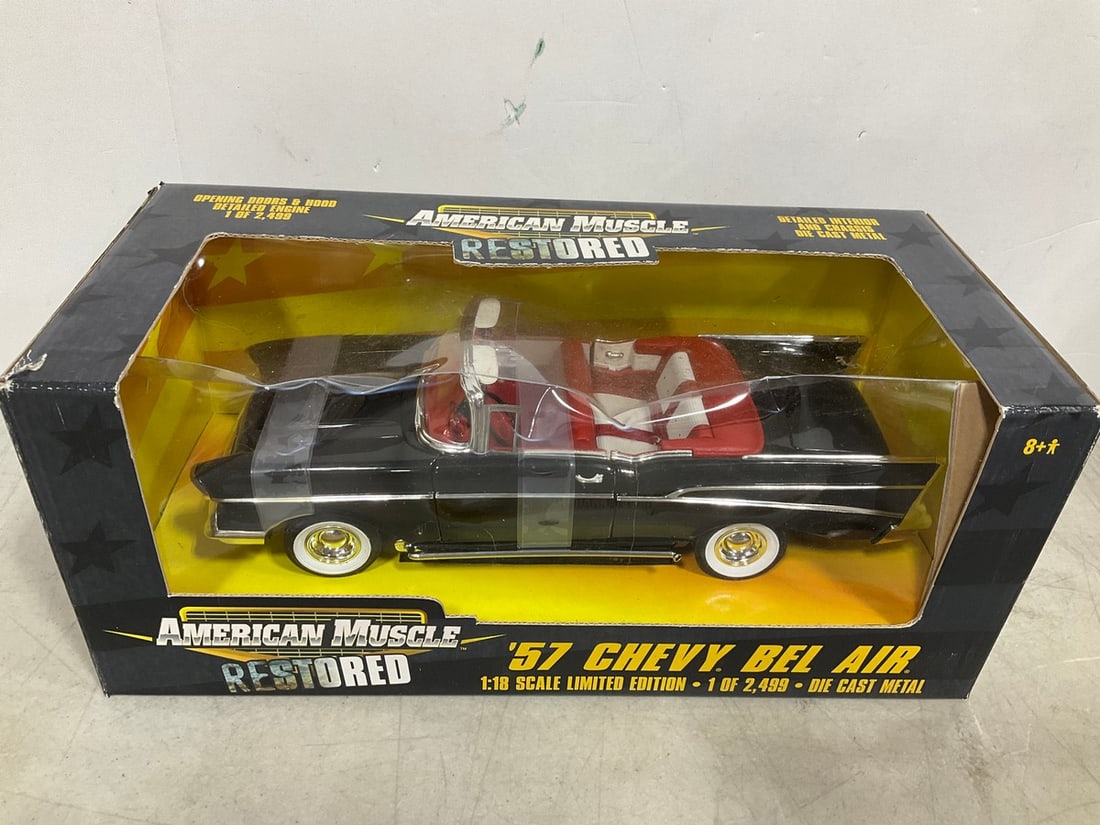 OPENING DOORS & HOOD
DETAILED ENGINE
1 OF 2,499
AMERICAN MUSCLE
RESTORED
DETAILED INTERIOR
AND CHASSIS
DIE CAST METAL
8+
AMERICAN MUSCLE™
RESTORED
'57 CHEVY BEL AIR
1:18 SCALE LIMITED EDITION • 1 OF 2,499 • DIE CAST METAL